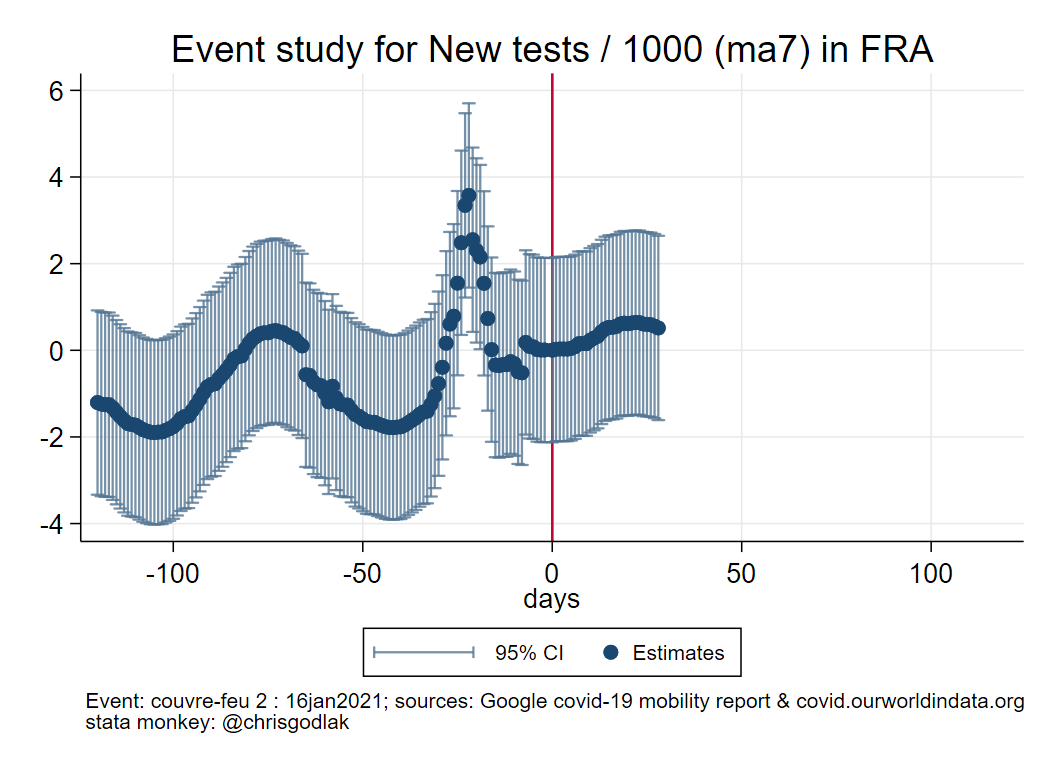 Event study for New tests / 1000 (ma7) in FRA
6
4
2
0
-2
-4
-100 -50 0 50 100
days
95% CI Estimates
Event: couvre-feu 2 : 16jan2021; sources: Google covid-19 mobility report & covid.ourworldindata.org
stata monkey: @chrisgodlak